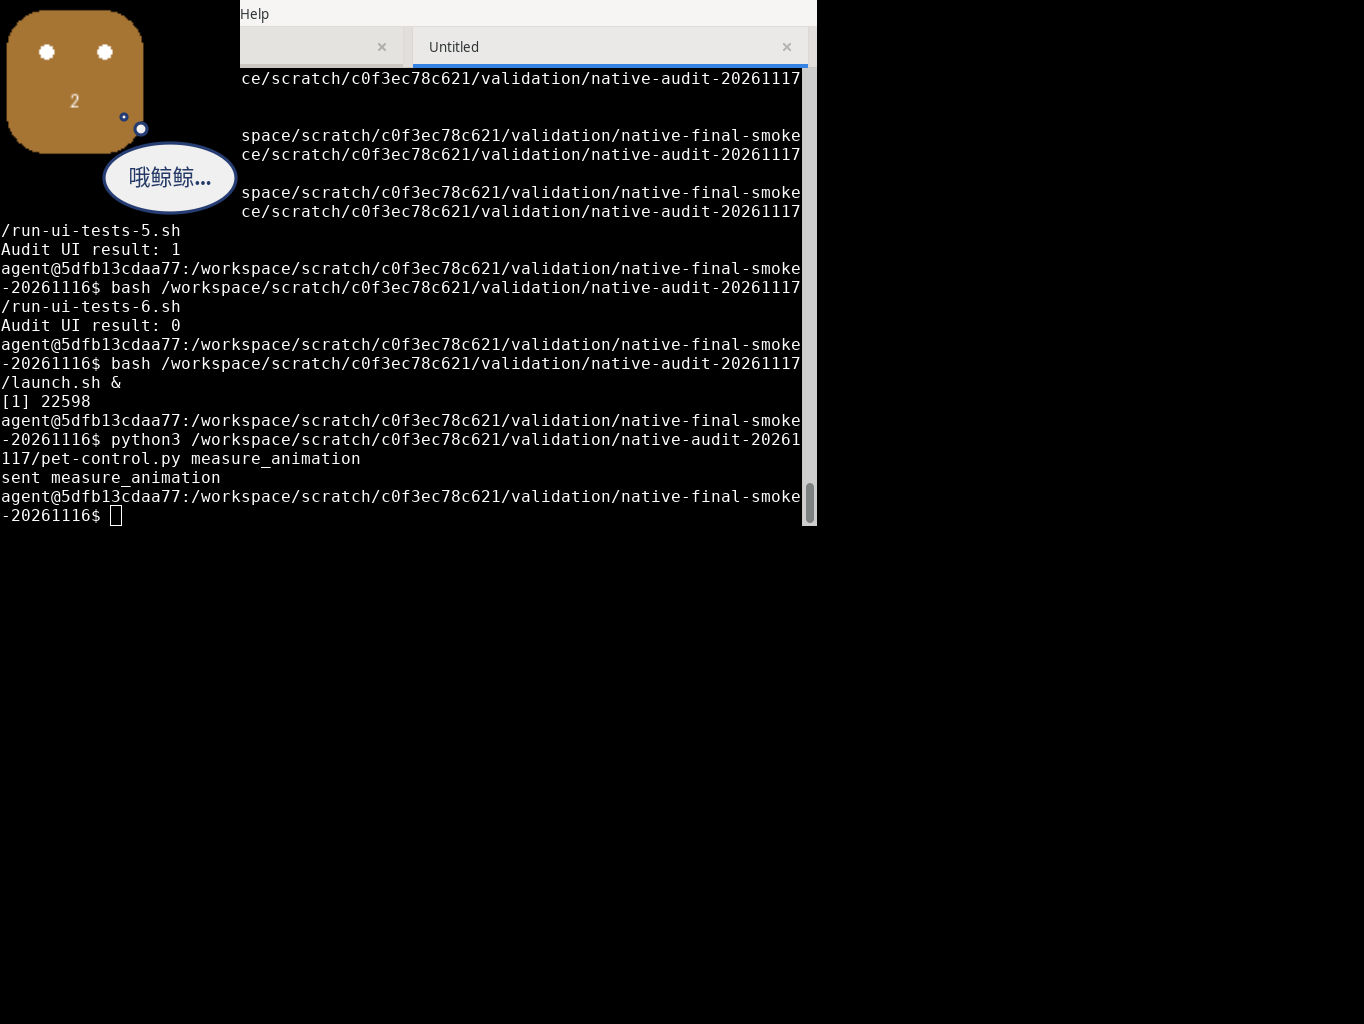 Help
Untitled
2
哦鲸鲸...
ce/scratch/c0f3ec78c621/validation/native-audit-20261117
space/scratch/c0f3ec78c621/validation/native-final-smoke
ce/scratch/c0f3ec78c621/validation/native-audit-20261117
space/scratch/c0f3ec78c621/validation/native-final-smoke
ce/scratch/c0f3ec78c621/validation/native-audit-20261117
/run-ui-tests-5.sh
Audit UI result: 1
agent@5dfb13cdaa77:/workspace/scratch/c0f3ec78c621/validation/native-final-smoke
-20261116$ bash /workspace/scratch/c0f3ec78c621/validation/native-audit-20261117
/run-ui-tests-6.sh
Audit UI result: 0
agent@5dfb13cdaa77:/workspace/scratch/c0f3ec78c621/validation/native-final-smoke
-20261116$ bash /workspace/scratch/c0f3ec78c621/validation/native-audit-20261117
/launch.sh &
[1] 22598
agent@5dfb13cdaa77:/workspace/scratch/c0f3ec78c621/validation/native-final-smoke
-20261116$ python3 /workspace/scratch/c0f3ec78c621/validation/native-audit-20261
117/pet-control.py measure_animation
sent measure_animation
agent@5dfb13cdaa77:/workspace/scratch/c0f3ec78c621/validation/native-final-smoke
-20261116$